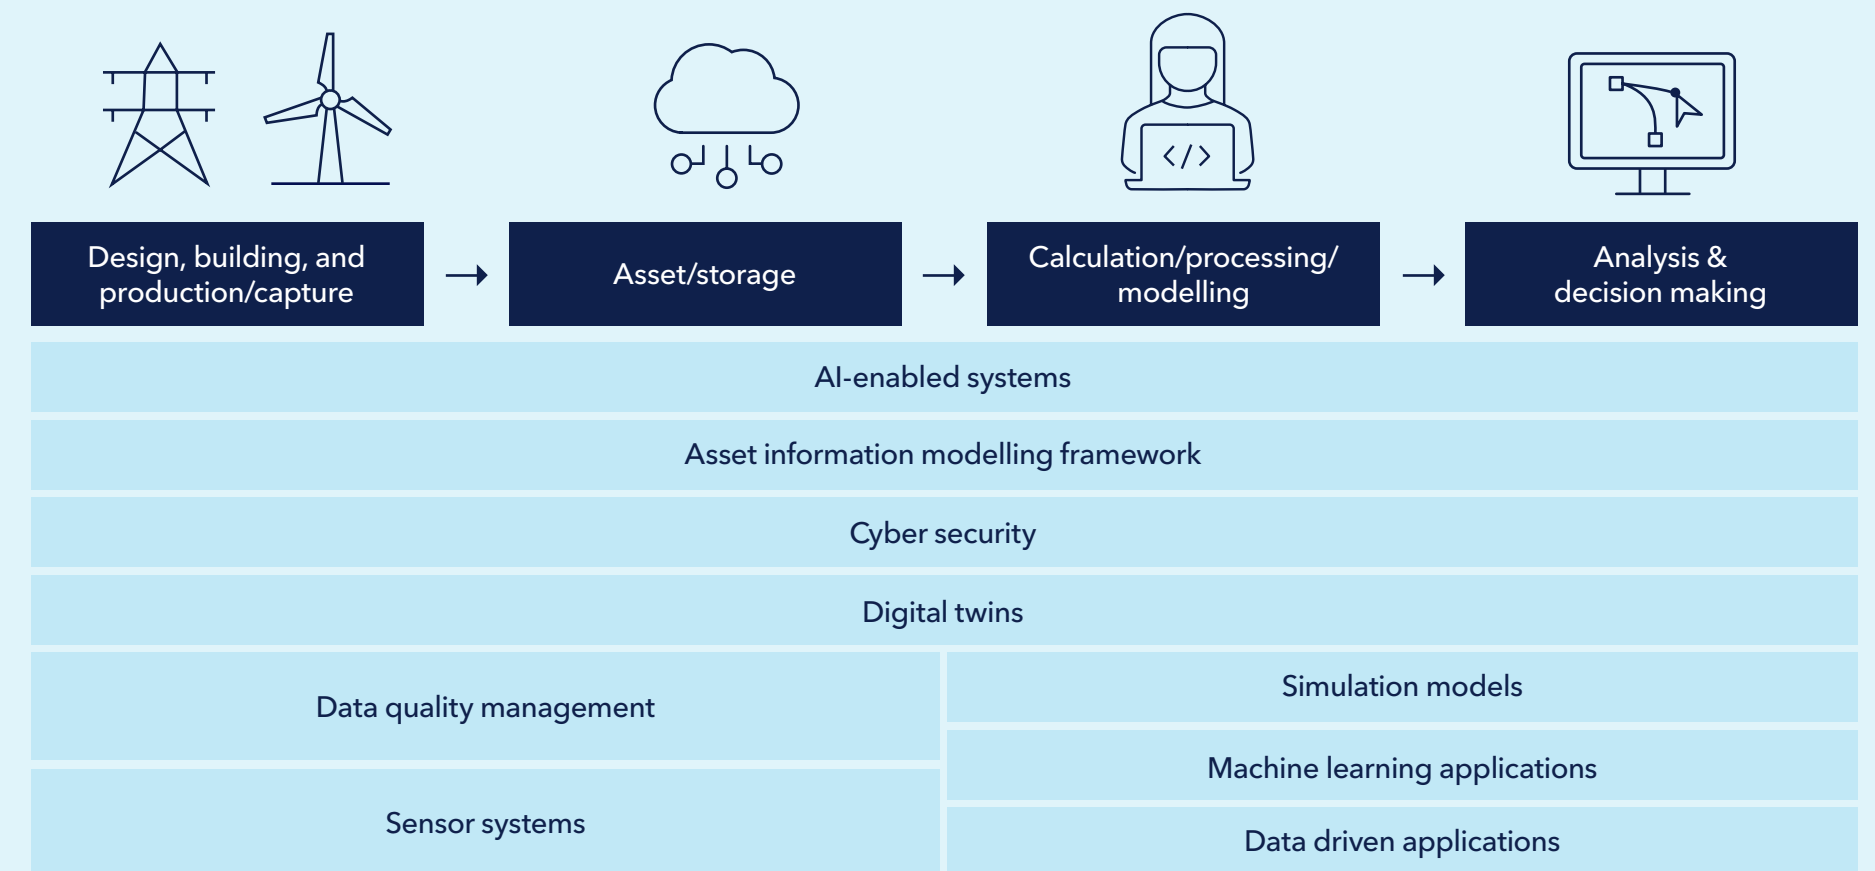 Design, building, and
production/capture
Asset/storage
Calculation/processing/
modelling
Analysis &
decision making
AI-enabled systems
Asset information modelling framework
Cyber security
Digital twins
Data quality management
Sensor systems
Simulation models
Machine learning applications
Data driven applications